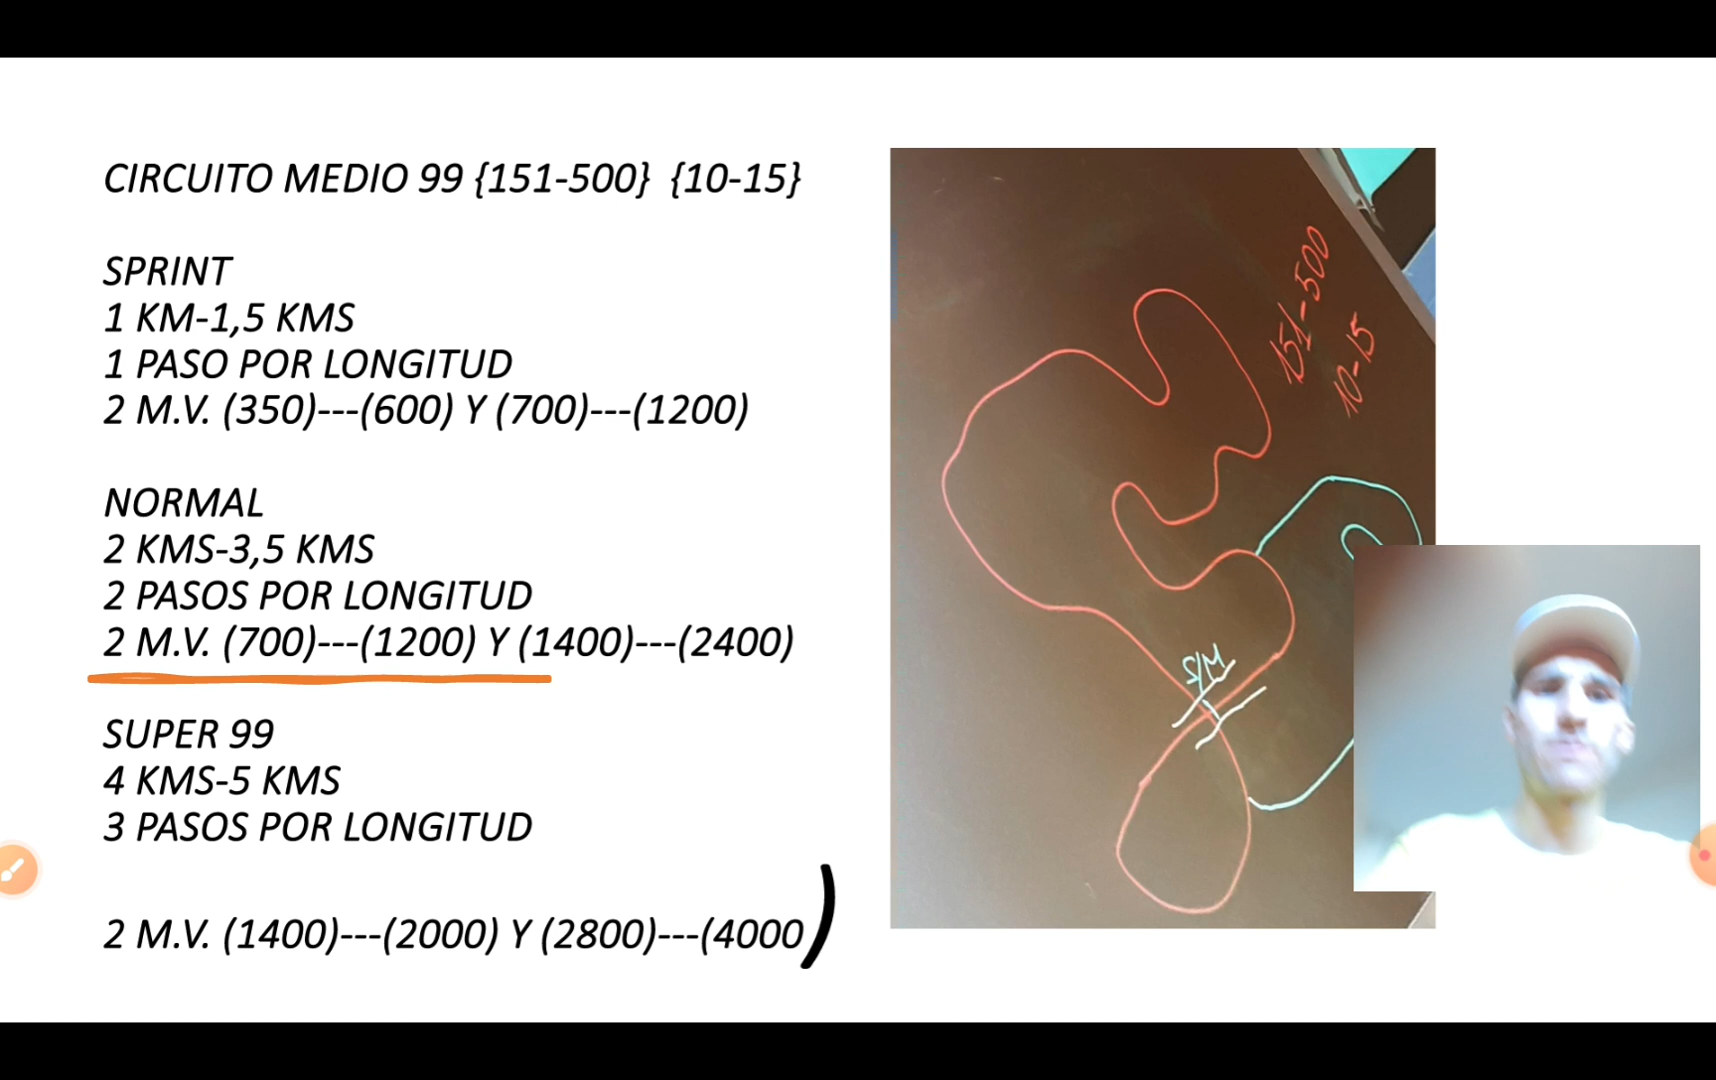 CIRCUITO MEDIO 99 {151-500} {10-15}
SPRINT
1 KM-1,5 KMS
1 PASO POR LONGITUD
2 M.V. (350)---(600) Y (700)---(1200)
NORMAL
2 KMS-3,5 KMS
2 PASOS POR LONGITUD
2 M.V. (700)---(1200) Y (1400)---(2400)
SUPER 99
4 KMS-5 KMS
3 PASOS POR LONGITUD
2 M.V. (1400)---(2000) Y (2800)---(4000)
151-500
10-15
S/M